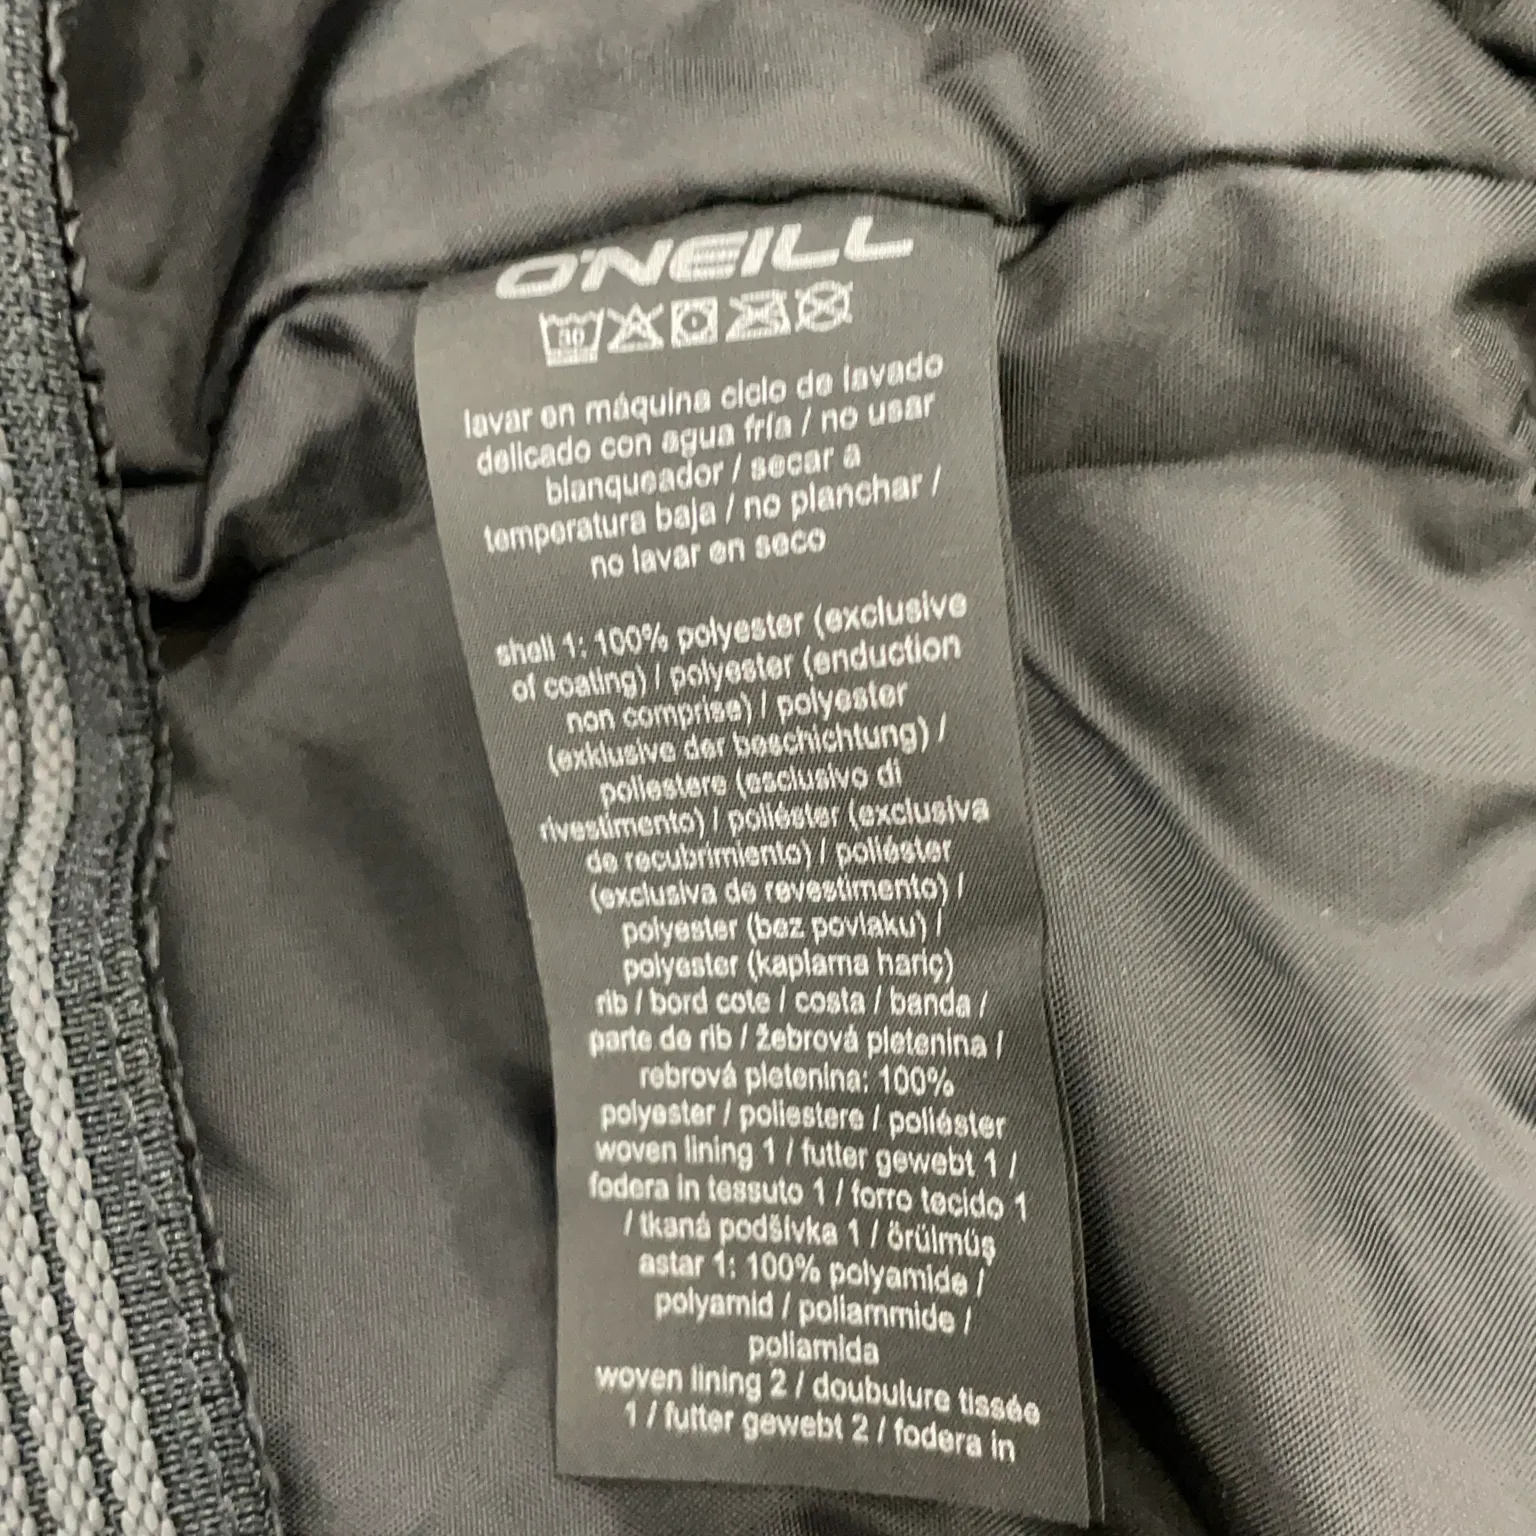 O'NEILL
30
lavar en máquina ciclo de lavado
delicado con agua fría / no usar
blanqueador / secar a
temperatura baja / no planchar /
no lavar en seco
shell 1: 100% polyester (exclusive
of coating) / polyester (enduction
non comprise) / polyester
(exklusive der beschichtung) /
poliestere (esclusivo di
rivestimento) / poliéster (exclusiva
de recubrimiento) / poliéster
(exclusiva de revestimento) /
polyester (bez povlaku) /
polyester (kaplama hariç)
rib / bord cote / costa / banda /
parte de rib / žebrová pletenina /
rebrová pletenina: 100%
polyester / poliestere / poliéster
woven lining 1 / futter gewebt 1 /
fodera in tessuto 1 / forro tecido 1
/ tkaná podšívka 1 / örülmüş
astar 1: 100% polyamide /
polyamid / poliammide /
poliamida
woven lining 2 / doubulure tissée
1 / futter gewebt 2 / fodera in